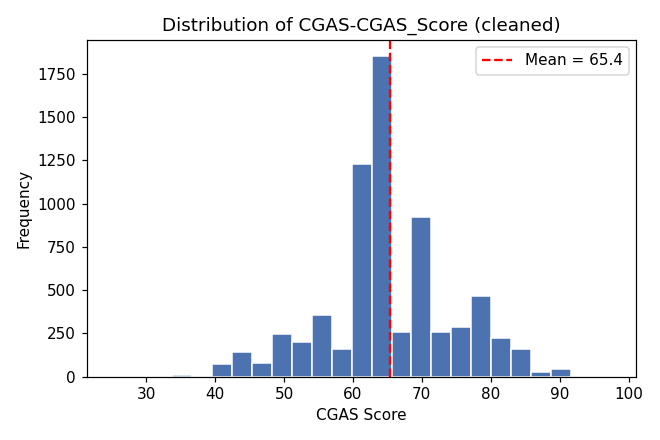 Distribution of CGAS-CGAS_Score (cleaned)
Mean = 65.4
Frequency
1750
1500
1250
1000
750
500
250
0
30 40 50 60 70 80 90 100
CGAS Score